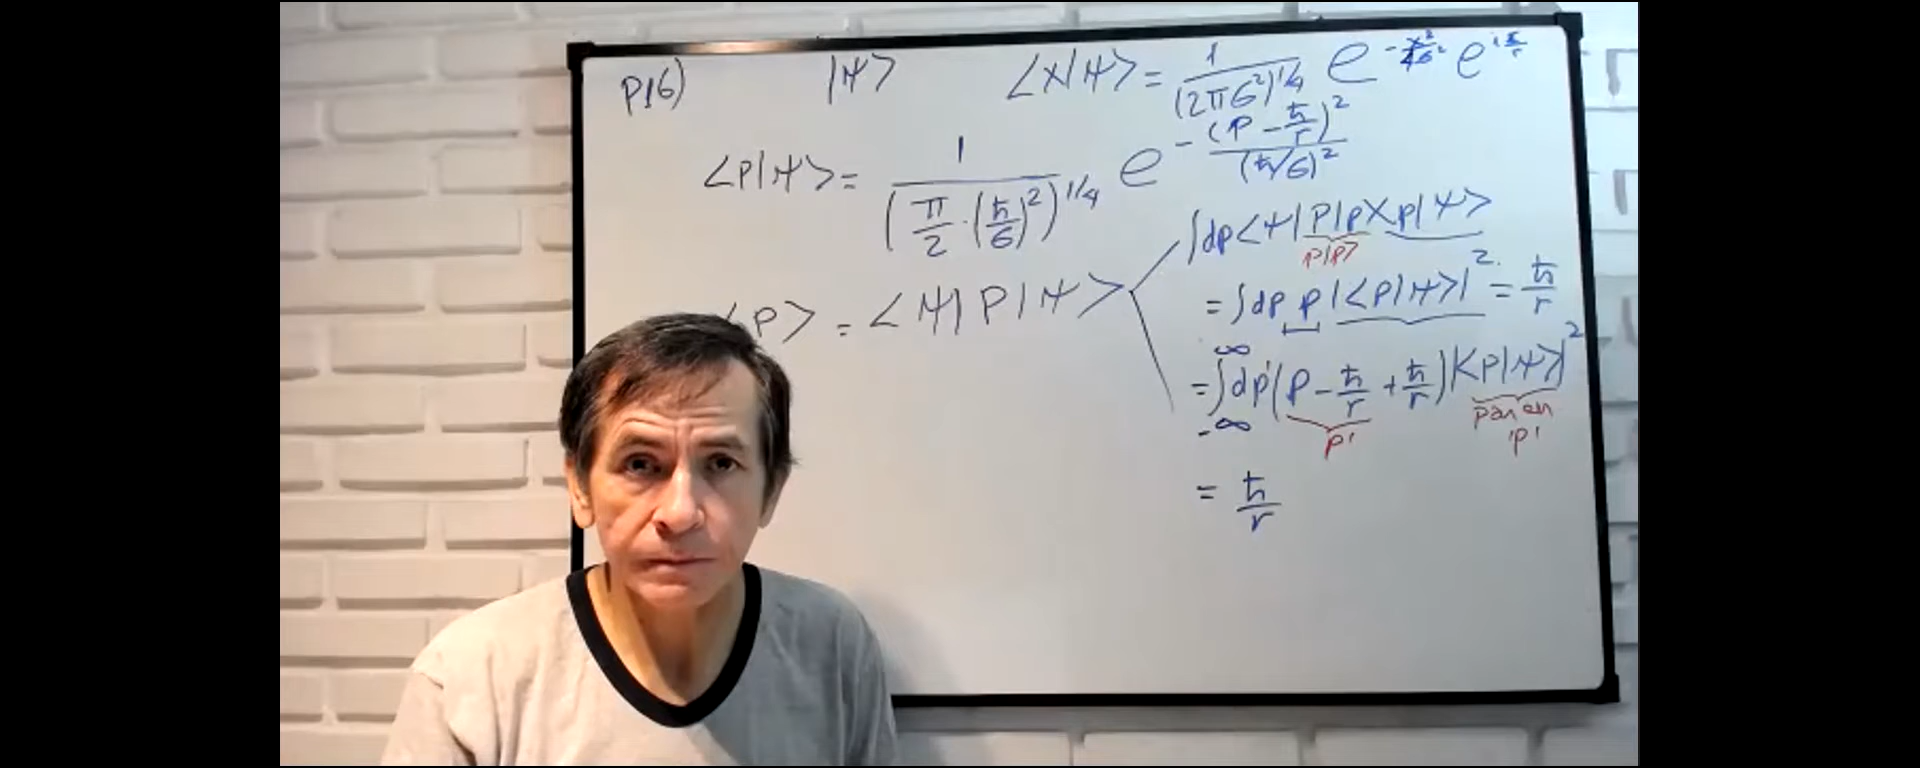 P16) |ψ> <x|ψ> = 1/(2πσ²)^{1/4} e^{-x²/4σ²} e^{i x/r}
<p|ψ> = 1/(π/2 · (ħ/σ)²)^{1/4} e^{-(p - ħ/r)²/(ħ/σ)²}
∫dp<ψ|P|p><p|ψ>
p|p>
<p> = <ψ|P|ψ>
= ∫dp p |<p|ψ>|² = ħ/r
= ∫_{-∞}^{∞} dp'(p - ħ/r + ħ/r)|<p|ψ>|²
p' par en p'
= ħ/r